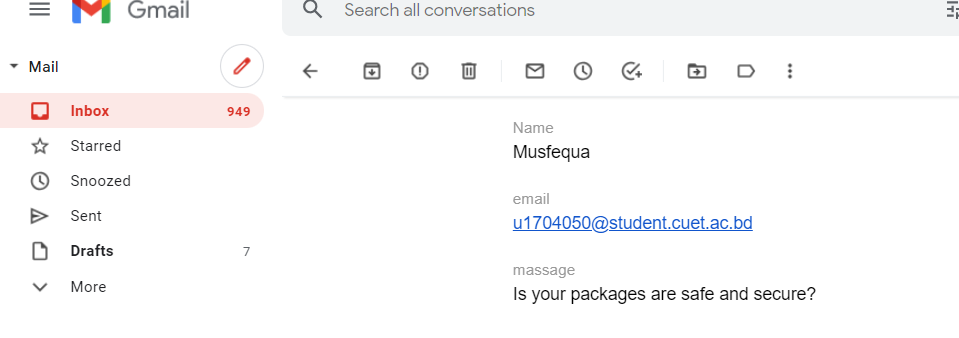 Gmail
Search all conversations
Mail
Inbox 949
Starred
Snoozed
Sent
Drafts 7
More
Name
Musfequa
email
u1704050@student.cuet.ac.bd
massage
Is your packages are safe and secure?